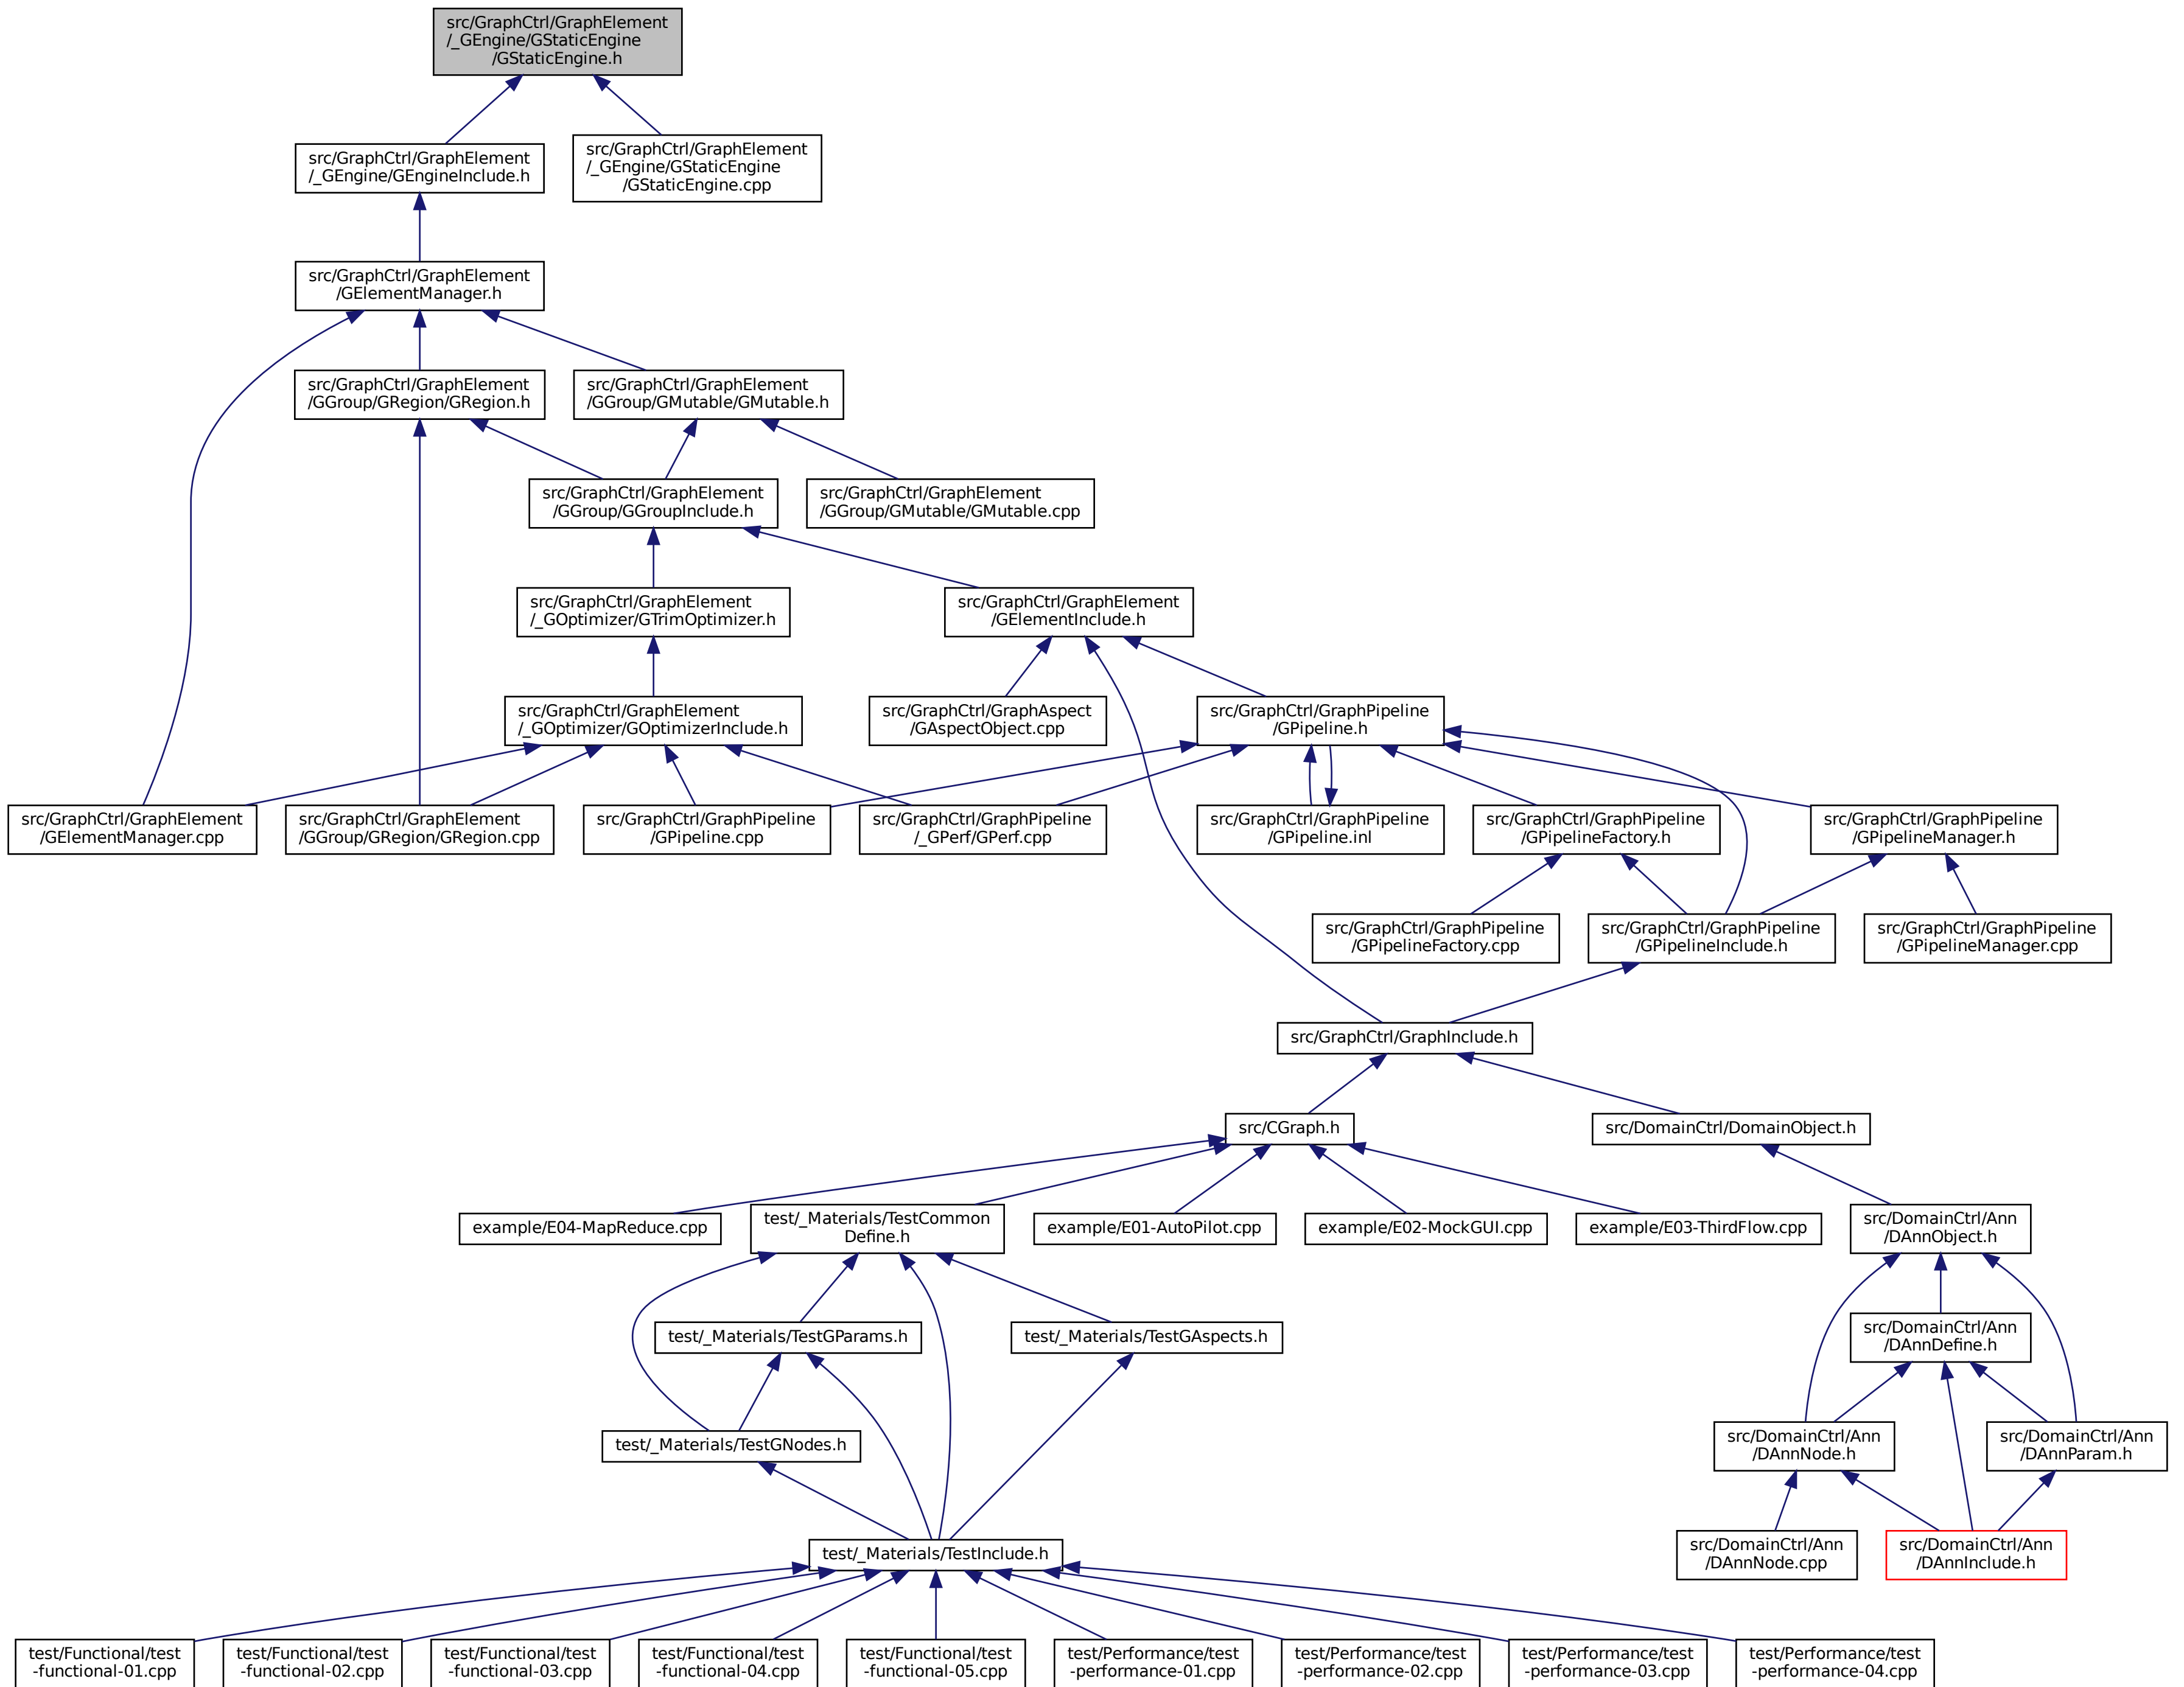 src/GraphCtrl/GraphElement
/_GEngine/GStaticEngine
/GStaticEngine.h
src/GraphCtrl/GraphElement
/_GEngine/GEngineInclude.h
src/GraphCtrl/GraphElement
/_GEngine/GStaticEngine
/GStaticEngine.cpp
src/GraphCtrl/GraphElement
/GElementManager.h
src/GraphCtrl/GraphElement
/GGroup/GRegion/GRegion.h
src/GraphCtrl/GraphElement
/GGroup/GMutable/GMutable.h
src/GraphCtrl/GraphElement
/GGroup/GGroupInclude.h
src/GraphCtrl/GraphElement
/GGroup/GMutable/GMutable.cpp
src/GraphCtrl/GraphElement
/_GOptimizer/GTrimOptimizer.h
src/GraphCtrl/GraphElement
/GElementInclude.h
src/GraphCtrl/GraphElement
/_GOptimizer/GOptimizerInclude.h
src/GraphCtrl/GraphAspect
/GAspectObject.cpp
src/GraphCtrl/GraphPipeline
/GPipeline.h
src/GraphCtrl/GraphElement
/GElementManager.cpp
src/GraphCtrl/GraphElement
/GGroup/GRegion/GRegion.cpp
src/GraphCtrl/GraphPipeline
/GPipeline.cpp
src/GraphCtrl/GraphPipeline
/_GPerf/GPerf.cpp
src/GraphCtrl/GraphPipeline
/GPipeline.inl
src/GraphCtrl/GraphPipeline
/GPipelineFactory.h
src/GraphCtrl/GraphPipeline
/GPipelineManager.h
src/GraphCtrl/GraphPipeline
/GPipelineFactory.cpp
src/GraphCtrl/GraphPipeline
/GPipelineInclude.h
src/GraphCtrl/GraphPipeline
/GPipelineManager.cpp
src/GraphCtrl/GraphInclude.h
src/CGraph.h
src/DomainCtrl/DomainObject.h
example/E04-MapReduce.cpp
test/_Materials/TestCommon
Define.h
example/E01-AutoPilot.cpp
example/E02-MockGUI.cpp
example/E03-ThirdFlow.cpp
src/DomainCtrl/Ann
/DAnnObject.h
test/_Materials/TestGParams.h
test/_Materials/TestGAspects.h
src/DomainCtrl/Ann
/DAnnDefine.h
test/_Materials/TestGNodes.h
src/DomainCtrl/Ann
/DAnnNode.h
src/DomainCtrl/Ann
/DAnnParam.h
test/_Materials/TestInclude.h
src/DomainCtrl/Ann
/DAnnNode.cpp
src/DomainCtrl/Ann
/DAnnInclude.h
test/Functional/test
-functional-01.cpp
test/Functional/test
-functional-02.cpp
test/Functional/test
-functional-03.cpp
test/Functional/test
-functional-04.cpp
test/Functional/test
-functional-05.cpp
test/Performance/test
-performance-01.cpp
test/Performance/test
-performance-02.cpp
test/Performance/test
-performance-03.cpp
test/Performance/test
-performance-04.cpp